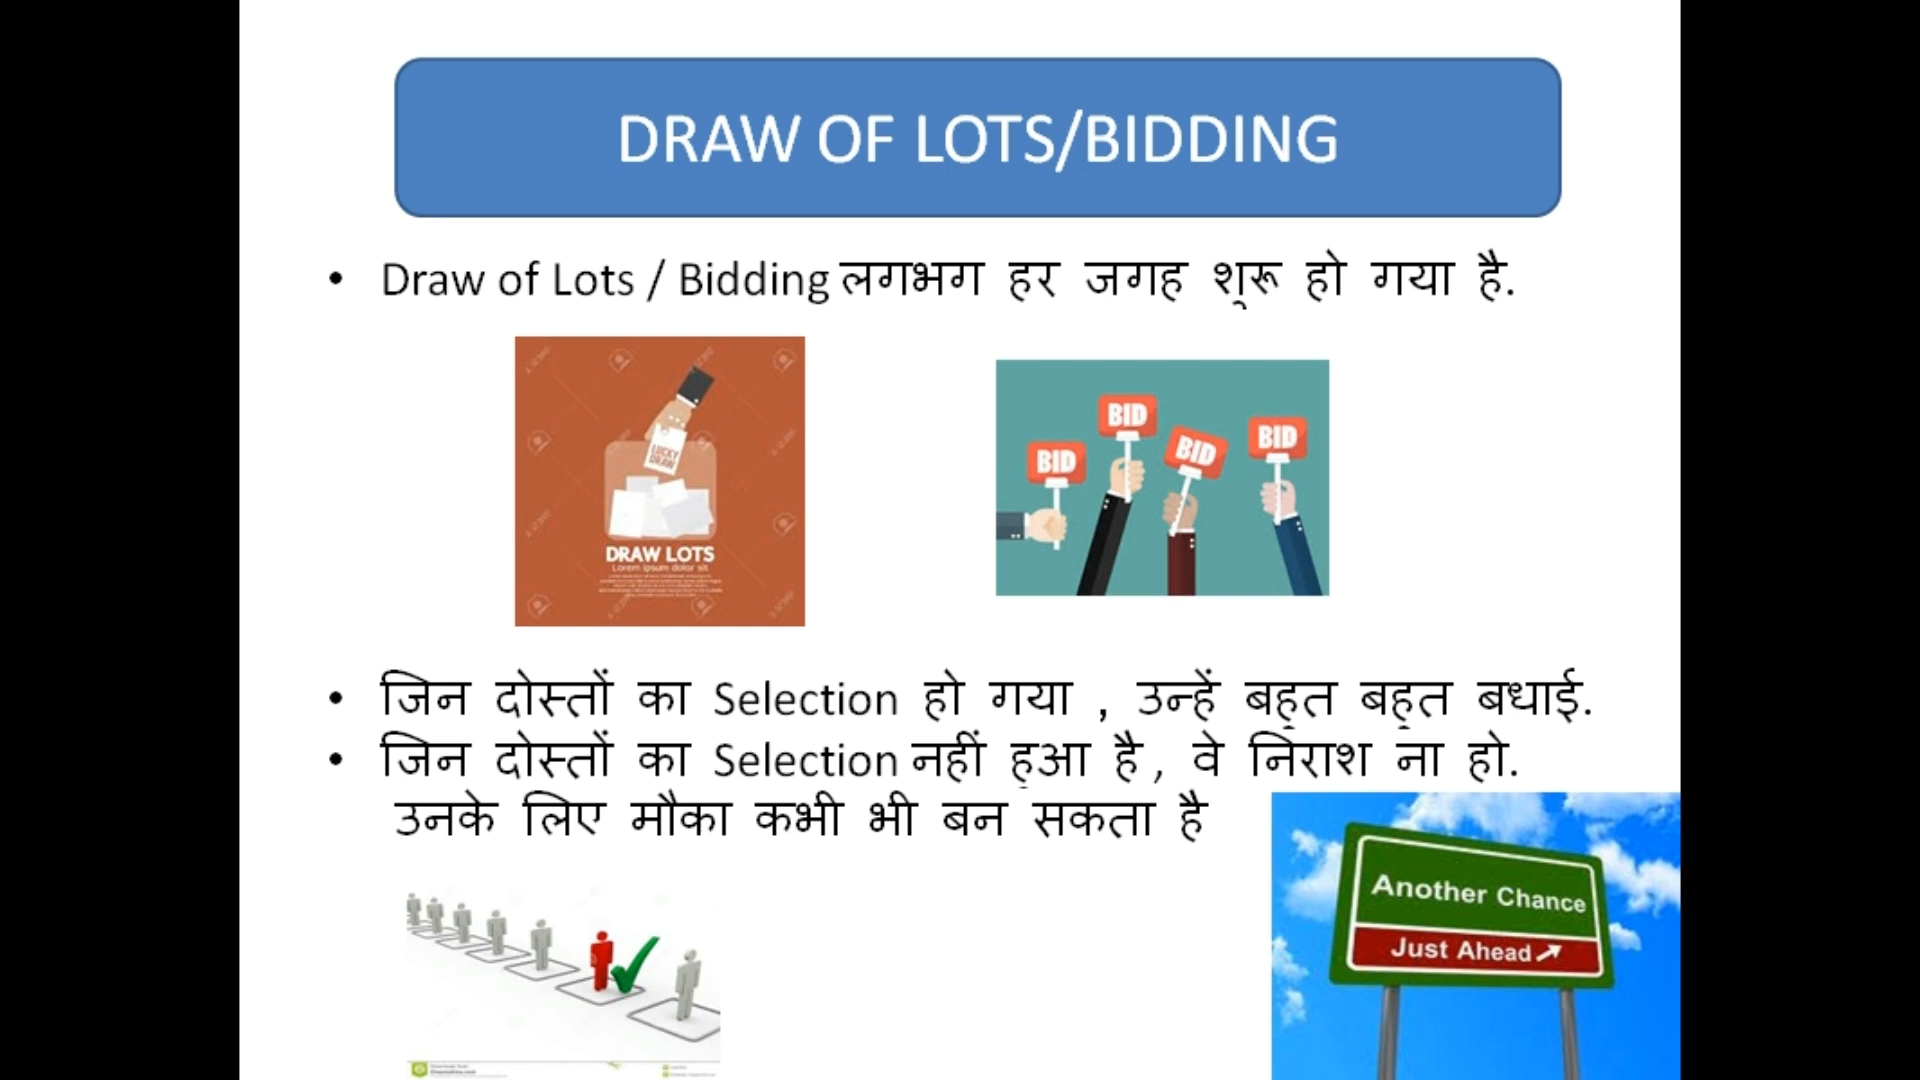 DRAW OF LOTS/BIDDING
• Draw of Lots / Bidding लगभग हर जगह शुरू हो गया है.
LUCKY
DRAW
DRAW LOTS
Lorem ipsum dolor sit
BID
BID
BID
BID
• जिन दोस्तों का Selection हो गया , उन्हें बहुत बहुत बधाई.
• जिन दोस्तों का Selection नहीं हुआ है , वे निराश ना हो.
उनके लिए मौका कभी भी बन सकता है
Another Chance
Just Ahead